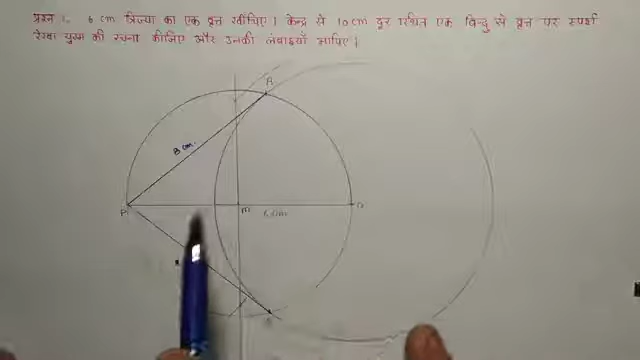 प्रश्न 1. 6 cm त्रिज्या का एक वृत्त खींचिए। केन्द्र से 10 cm दूर स्थित एक बिन्दु से वृत्त पर स्पर्श
रेखा युग्म की रचना कीजिए और उनकी लंबाइयाँ मापिए।
A
8 cm.
P
M
6 cm
O